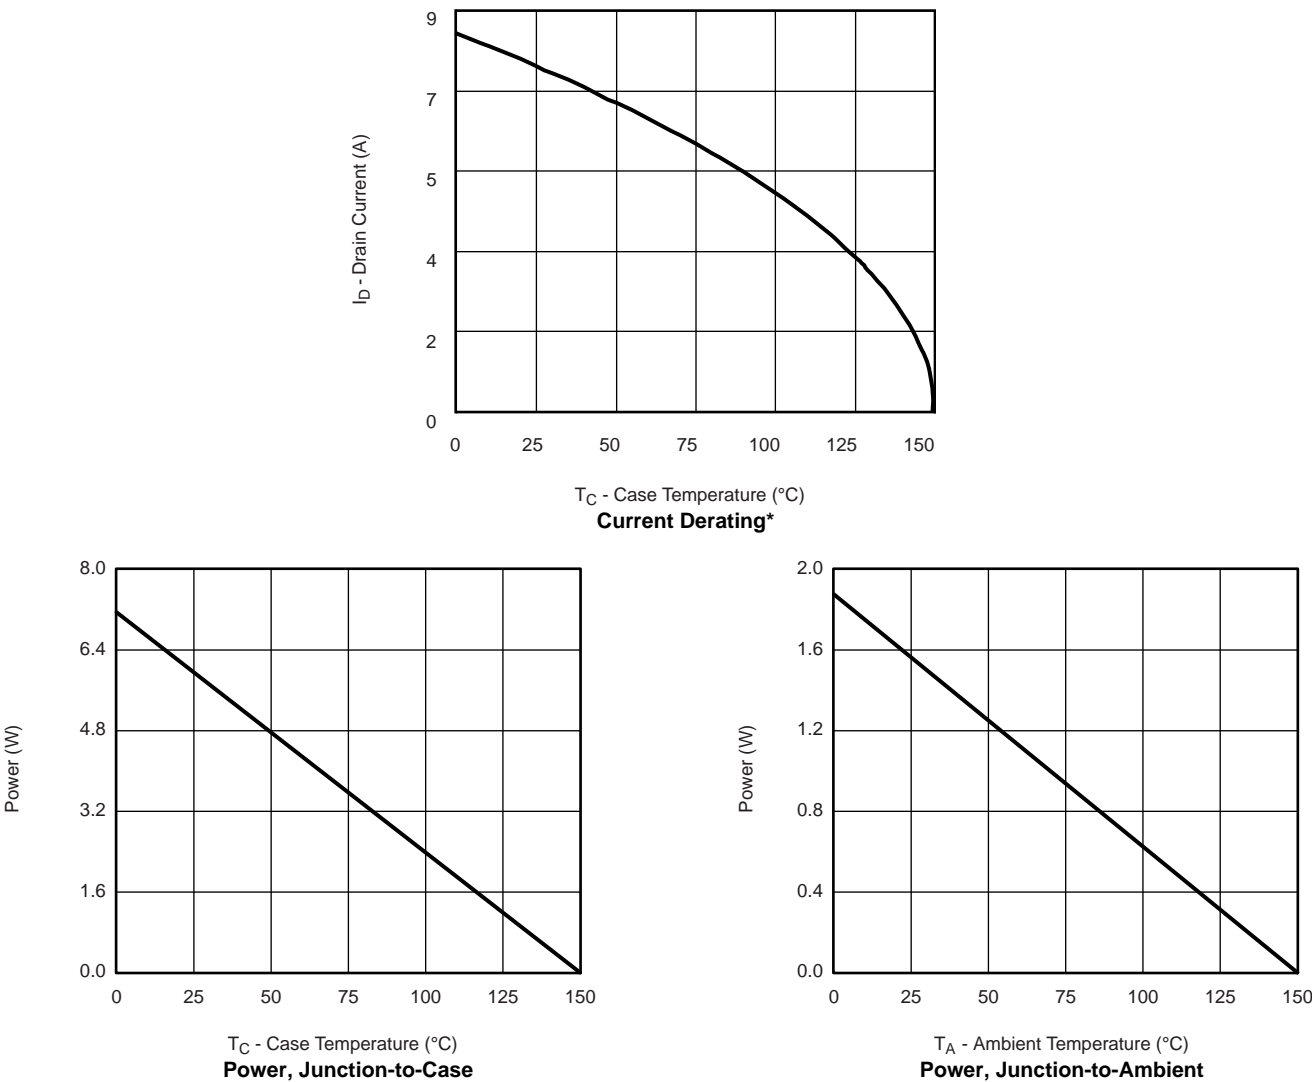 9
7
5
4
2
0
I_D - Drain Current (A)
0 25 50 75 100 125 150
T_C - Case Temperature (°C)
Current Derating*
8.0
6.4
4.8
3.2
1.6
0.0
Power (W)
0 25 50 75 100 125 150
T_C - Case Temperature (°C)
Power, Junction-to-Case
2.0
1.6
1.2
0.8
0.4
0.0
Power (W)
0 25 50 75 100 125 150
T_A - Ambient Temperature (°C)
Power, Junction-to-Ambient